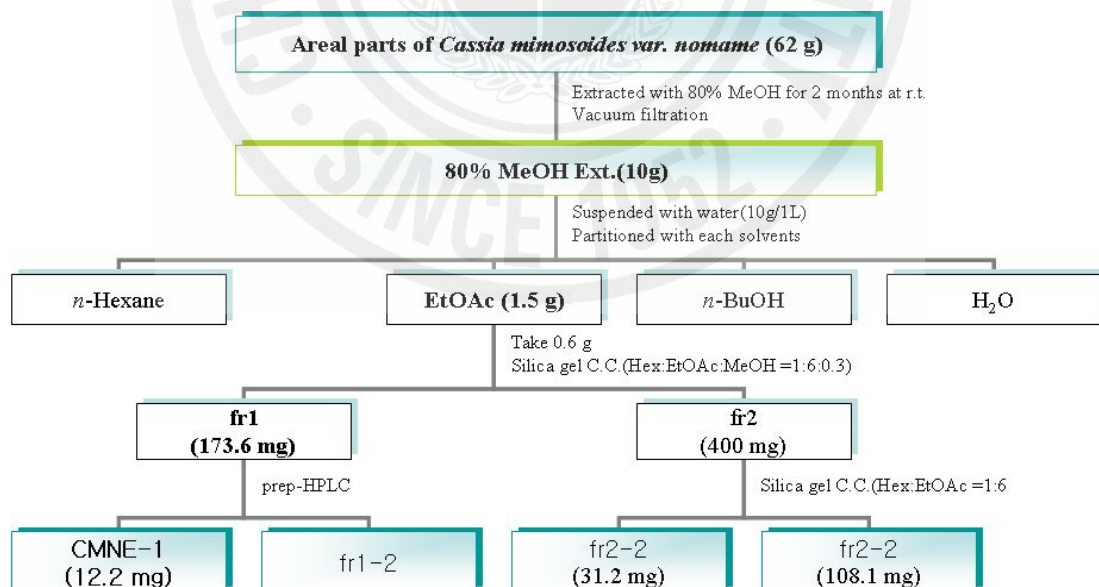 Areal parts of Cassia mimosoides var. nomame (62 g)
Extracted with 80% MeOH for 2 months at r.t.
Vacuum filtration
80% MeOH Ext.(10g)
Suspended with water(10g/1L)
Partitioned with each solvents
n-Hexane
EtOAc (1.5 g)
n-BuOH
H₂O
Take 0.6 g
Silica gel C.C.(Hex:EtOAc:MeOH =1:6:0.3)
fr1
(173.6 mg)
fr2
(400 mg)
prep-HPLC
Silica gel C.C.(Hex:EtOAc =1:6
CMNE-1
(12.2 mg)
fr1-2
fr2-2
(31.2 mg)
fr2-2
(108.1 mg)
SINCE 1952